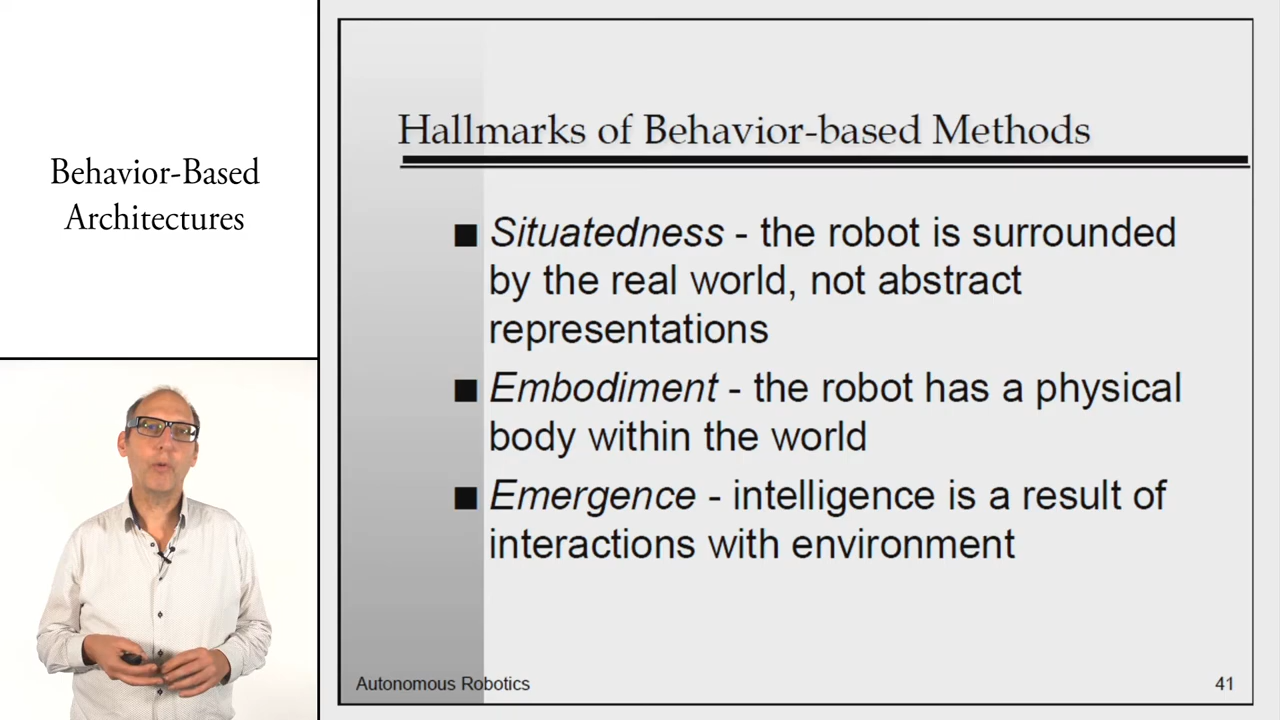 Behavior-Based
Architectures
Hallmarks of Behavior-based Methods
Situatedness - the robot is surrounded
by the real world, not abstract
representations
Embodiment - the robot has a physical
body within the world
Emergence - intelligence is a result of
interactions with environment
Autonomous Robotics
41